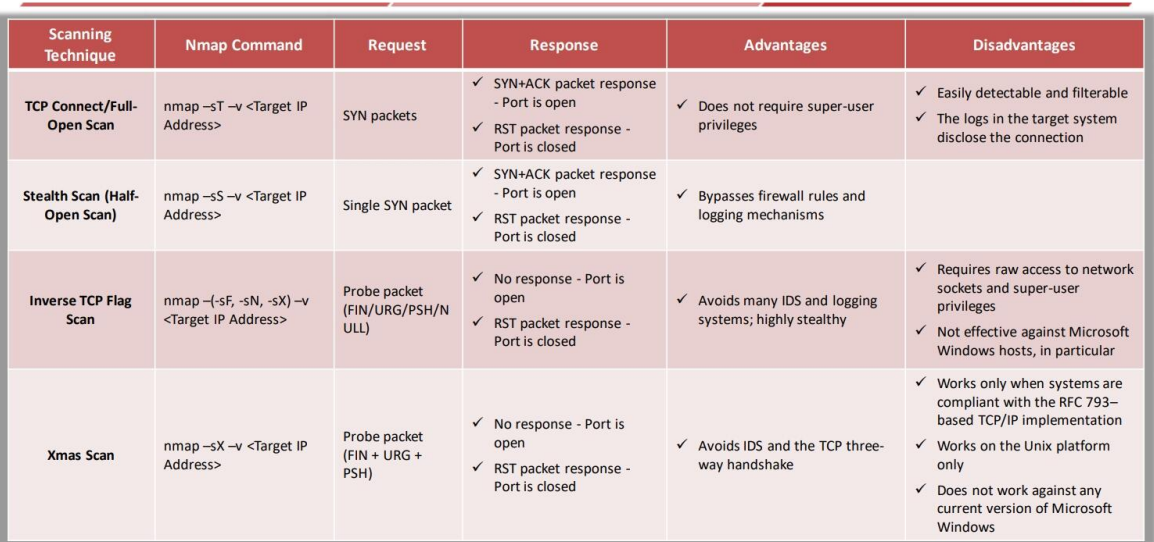 Scanning
Technique
Nmap Command
Request
Response
Advantages
Disadvantages
TCP Connect/Full-
Open Scan
nmap –sT –v <Target IP
Address>
SYN packets
✓ SYN+ACK packet response
- Port is open
✓ RST packet response -
Port is closed
✓ Does not require super-user
privileges
✓ Easily detectable and filterable
✓ The logs in the target system
disclose the connection
Stealth Scan (Half-
Open Scan)
nmap –sS –v <Target IP
Address>
Single SYN packet
✓ SYN+ACK packet response
- Port is open
✓ RST packet response -
Port is closed
✓ Bypasses firewall rules and
logging mechanisms
Inverse TCP Flag
Scan
nmap –(-sF, -sN, -sX) –v
<Target IP Address>
Probe packet
(FIN/URG/PSH/N
ULL)
✓ No response - Port is
open
✓ RST packet response -
Port is closed
✓ Avoids many IDS and logging
systems; highly stealthy
✓ Requires raw access to network
sockets and super-user
privileges
✓ Not effective against Microsoft
Windows hosts, in particular
Xmas Scan
nmap –sX –v <Target IP
Address>
Probe packet
(FIN + URG +
PSH)
✓ No response - Port is
open
✓ RST packet response -
Port is closed
✓ Avoids IDS and the TCP three-
way handshake
✓ Works only when systems are
compliant with the RFC 793–
based TCP/IP implementation
✓ Works on the Unix platform
only
✓ Does not work against any
current version of Microsoft
Windows